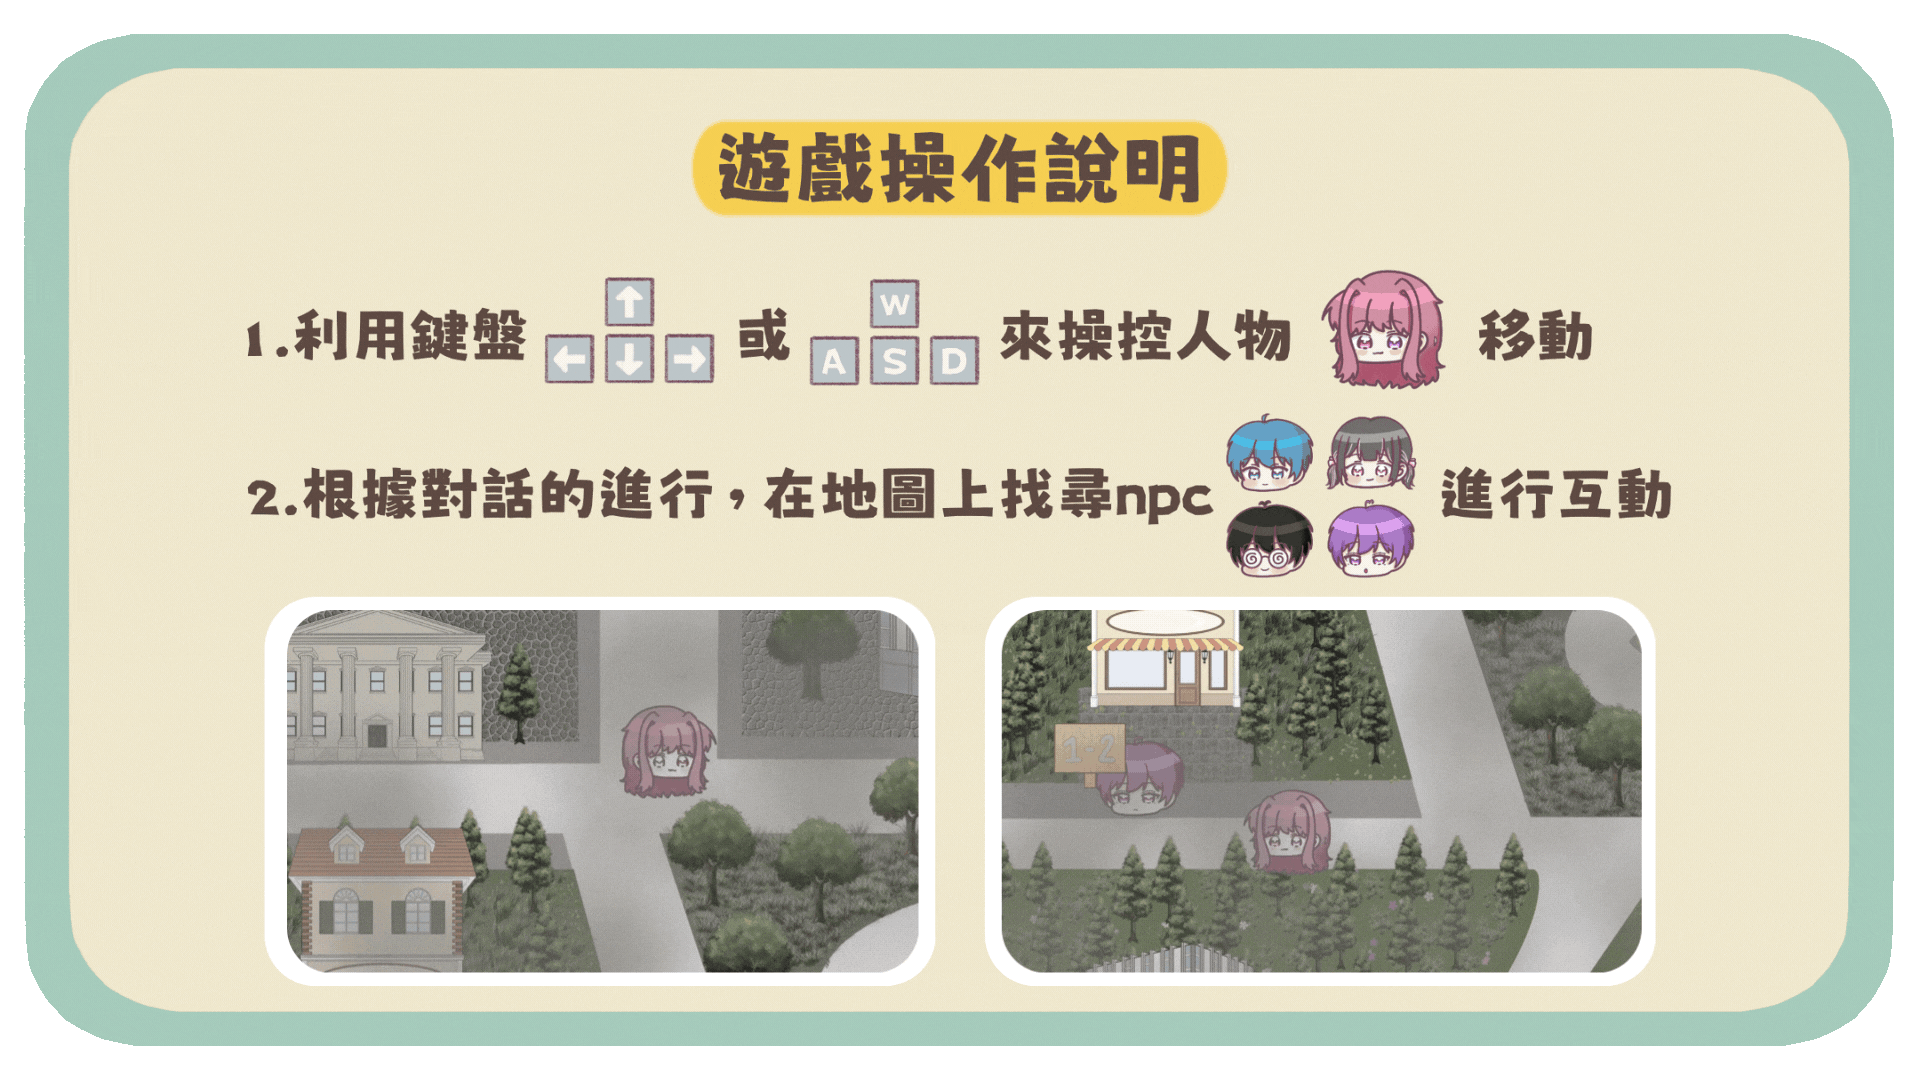 遊戲操作說明
1.利用鍵盤 ↑ ← ↓ → 或 W A S D 來操控人物 移動
2.根據對話的進行，在地圖上找尋npc 進行互動
1-2